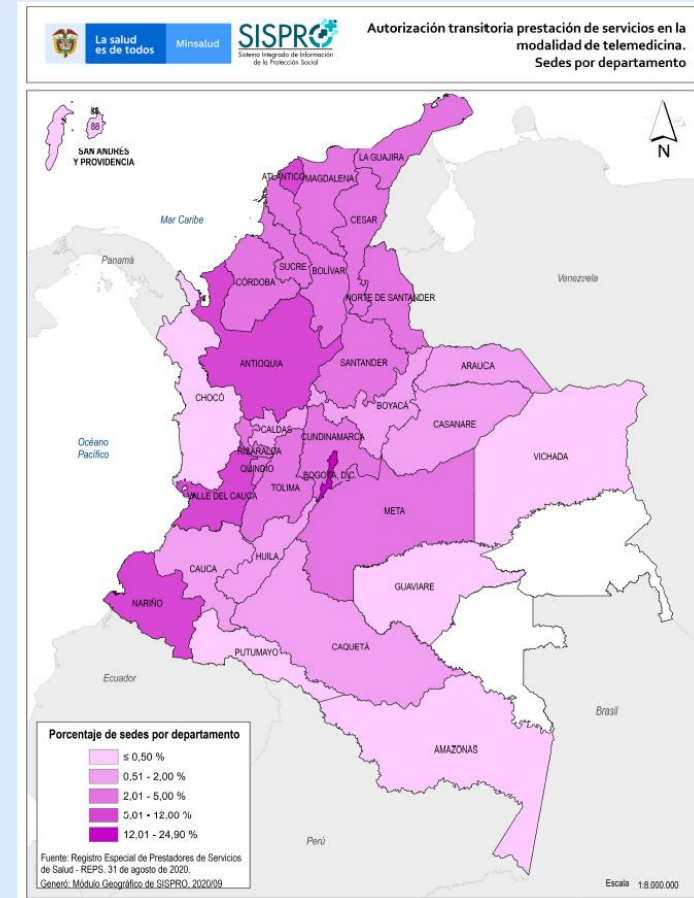 La salud
es de todos
Minsalud
SISPRO
Sistema Integrado de Información
de la Protección Social
Autorización transitoria prestación de servicios en la
modalidad de telemedicina.
Sedes por departamento
88
88
SAN ANDRÉS
Y PROVIDENCIA
N
LA GUAJIRA
ATLÁNTICO
MAGDALENA
Mar Caribe
CESAR
Panamá
SUCRE
BOLÍVAR
CÓRDOBA
Venezuela
NORTE DE SANTANDER
ANTIOQUIA
SANTANDER
ARAUCA
CHOCÓ
BOYACÁ
CASANARE
CALDAS
CUNDINAMARCA
Océano
Pacífico
RISARALDA
VICHADA
QUINDÍO
BOGOTÁ, D.C.
TOLIMA
VALLE DEL CAUCA
META
HUILA
CAUCA
GUAVIARE
NARIÑO
CAQUETÁ
PUTUMAYO
Ecuador
Brasil
AMAZONAS
Porcentaje de sedes por departamento
≤ 0,50 %
0,51 - 2,00 %
2,01 - 5,00 %
5,01 - 12,00 %
12,01 - 24,90 %
Perú
Fuente: Registro Especial de Prestadores de Servicios
de Salud - REPS. 31 de agosto de 2020.
Generó: Módulo Geográfico de SISPRO, 2020/09
Escala 1:8.000.000